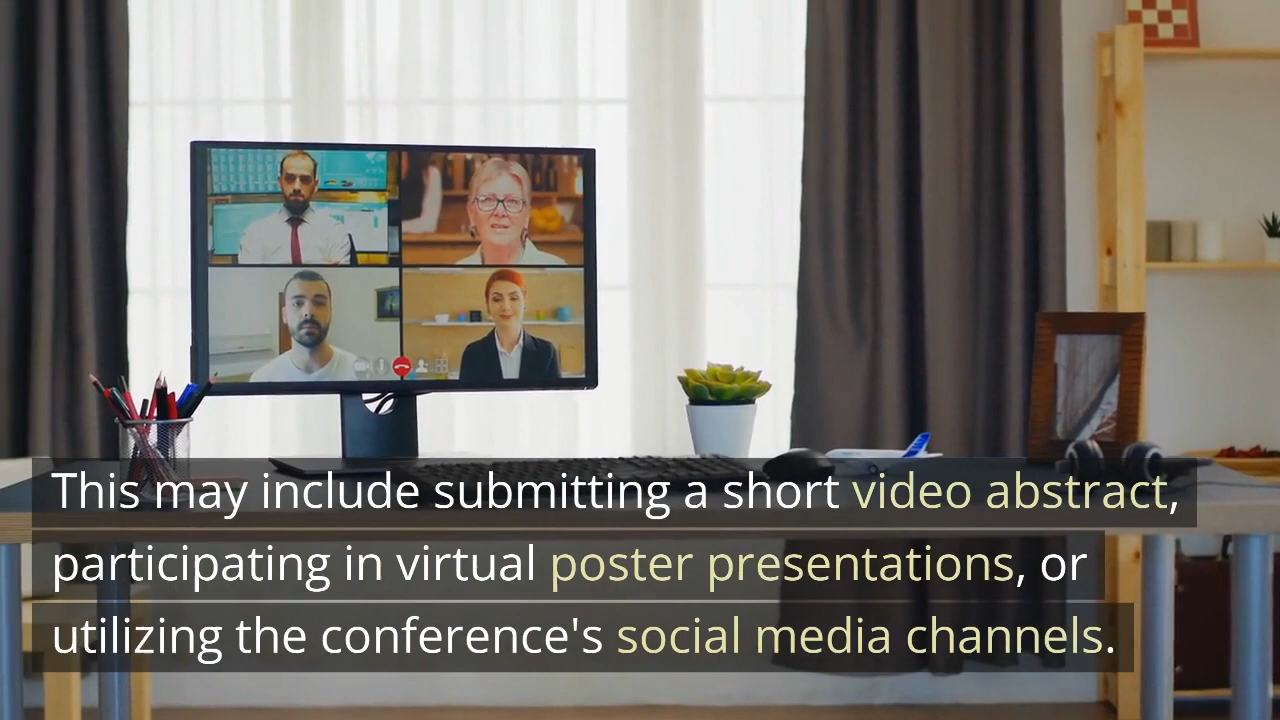 This may include submitting a short video abstract,
participating in virtual poster presentations, or
utilizing the conference's social media channels.